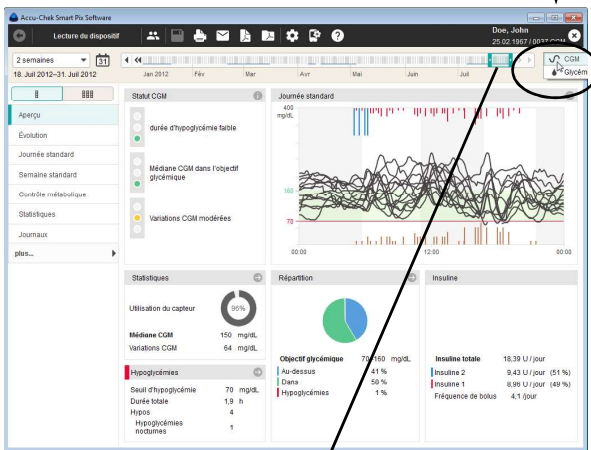 Accu-Chek Smart Pix Software
Lecture du dispositif
Doe, John
25.02.1967 / 0037 CGM
2 semaines
31
18. Juil 2012–31. Juil 2012
Jan 2012 Fév Mar Avr Mai Juin Juil
CGM
Glycém
Aperçu
Évolution
Journée standard
Semaine standard
Contrôle métabolique
Statistiques
Journaux
plus...
Statut CGM
durée d'hypoglycémie faible
Médiane CGM dans l'objectif
glycémique
Variations CGM modérées
Journée standard
400
mg/dL
160
70
00:00 12:00 00:00
Statistiques
Utilisation du capteur 96%
Médiane CGM 150 mg/dL
Variations CGM 64 mg/dL
Hypoglycémies
Seuil d'hypoglycémie 70 mg/dL
Durée totale 1,9 h
Hypos 4
Hypoglycémies
nocturnes 1
Répartition
Objectif glycémique 70-160 mg/dL
Au-dessus 41 %
Dans 50 %
Hypoglycémies 1 %
Insuline
Insuline totale 18,39 U / jour
Insuline 2 9,43 U / jour (51 %)
Insuline 1 8,96 U / jour (49 %)
Fréquence de bolus 4,1 /jour